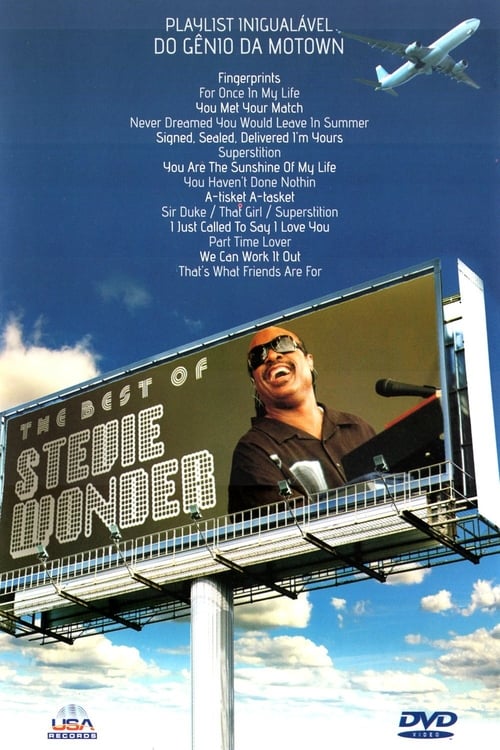 PLAYLIST INIGUALÁVEL
DO GÊNIO DA MOTOWN
Fingerprints
For Once In My Life
You Met Your Match
Never Dreamed You Would Leave In Summer
Signed, Sealed, Delivered I'm Yours
Superstition
You Are The Sunshine Of My Life
You Haven't Done Nothin
A-tisket A-tasket
Sir Duke / That Girl / Superstition
I Just Called To Say I Love You
Part Time Lover
We Can Work It Out
That's What Friends Are For
THE BEST OF
STEVIE
WONDER
USA
RECORDS
DVD
VIDEO